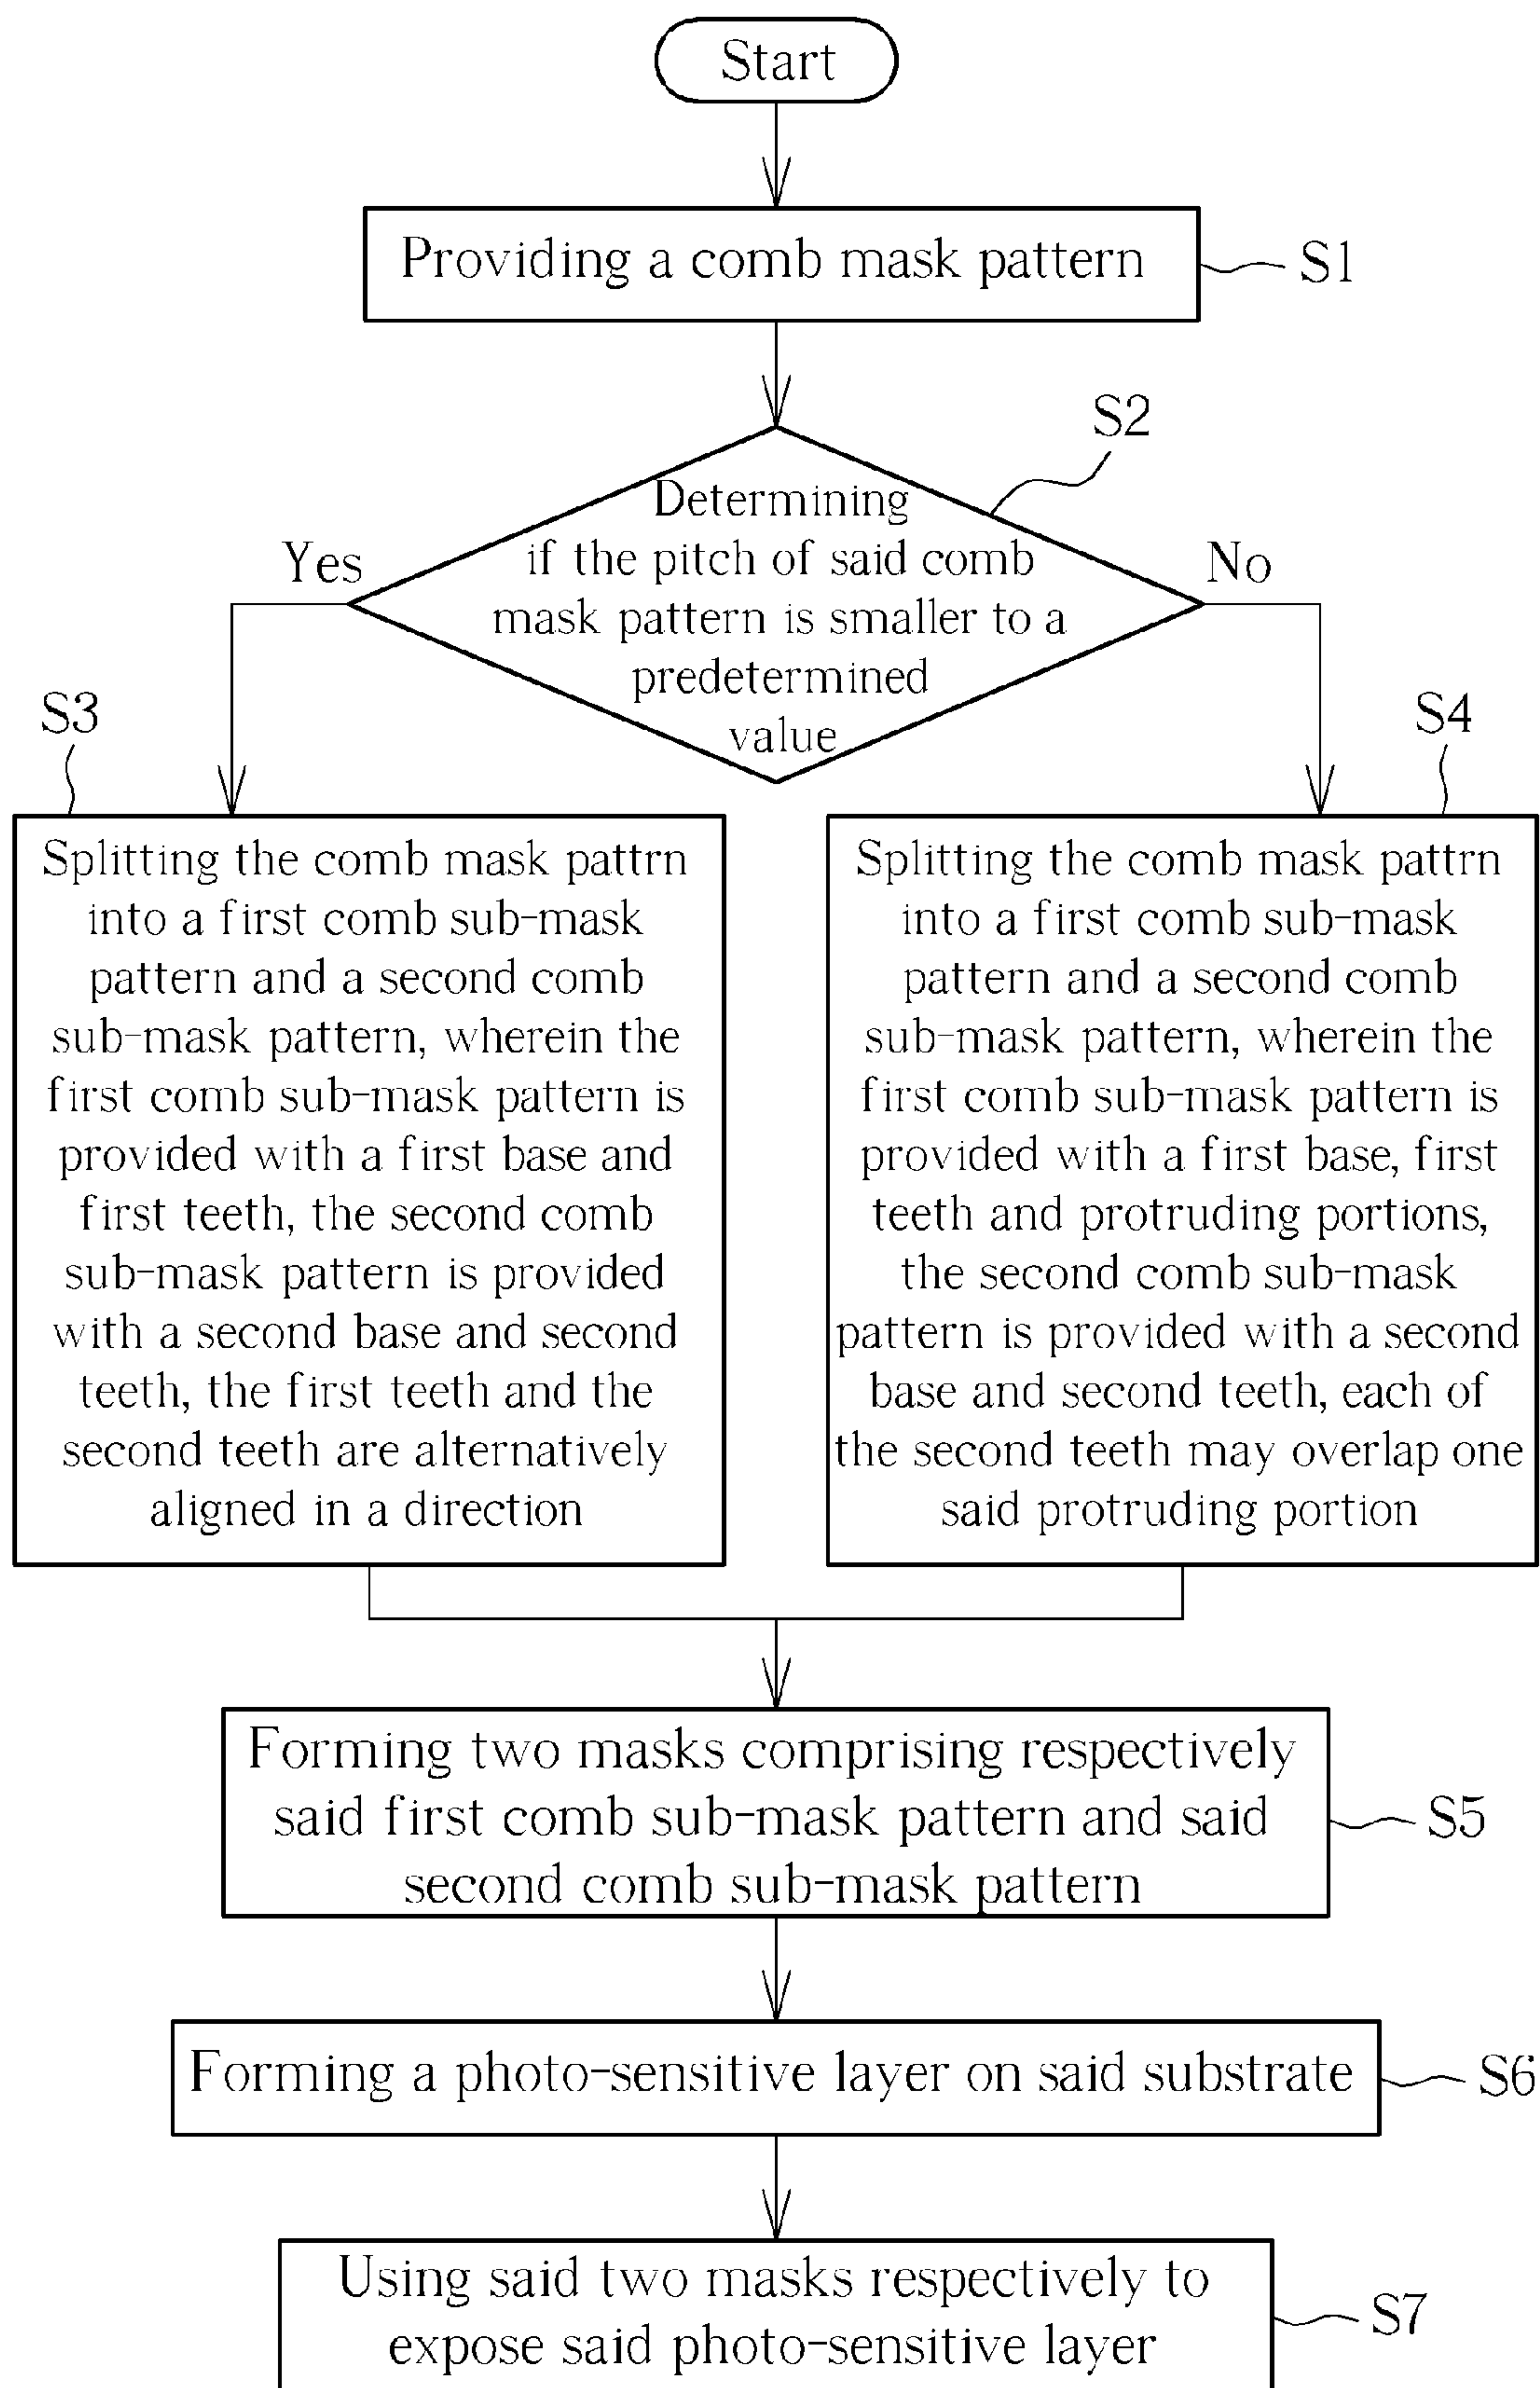 Start
Providing a comb mask pattern
S1
S2
Determining
if the pitch of said comb
mask pattern is smaller to a
predetermined
value
Yes
No
S3
Splitting the comb mask pattrn
into a first comb sub-mask
pattern and a second comb
sub-mask pattern, wherein the
first comb sub-mask pattern is
provided with a first base and
first teeth, the second comb
sub-mask pattern is provided
with a second base and second
teeth, the first teeth and the
second teeth are alternatively
aligned in a direction
S4
Splitting the comb mask pattrn
into a first comb sub-mask
pattern and a second comb
sub-mask pattern, wherein the
first comb sub-mask pattern is
provided with a first base, first
teeth and protruding portions,
the second comb sub-mask
pattern is provided with a second
base and second teeth, each of
the second teeth may overlap one
said protruding portion
Forming two masks comprising respectively
said first comb sub-mask pattern and said
second comb sub-mask pattern
S5
Forming a photo-sensitive layer on said substrate
S6
Using said two masks respectively to
expose said photo-sensitive layer
S7